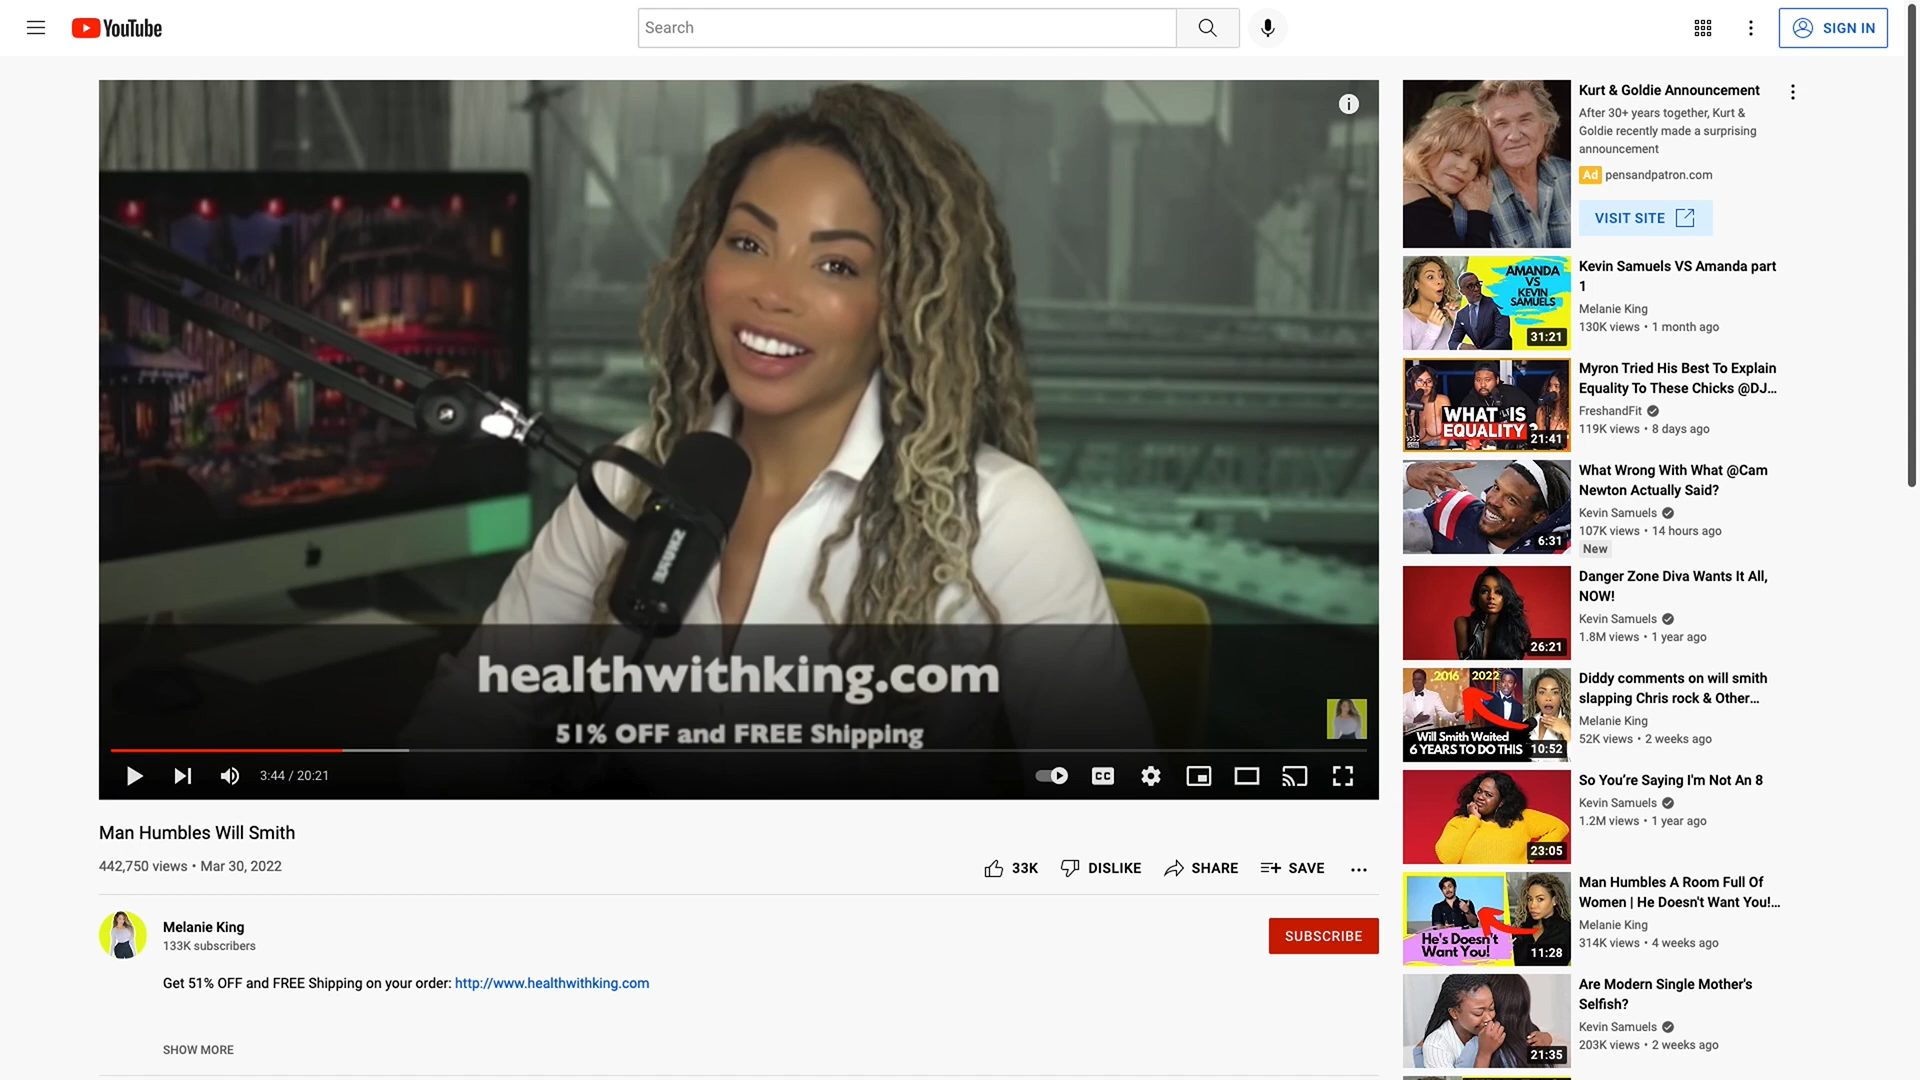 YouTube
Search
SIGN IN
SHURE
healthwithking.com
51% OFF and FREE Shipping
3:44 / 20:21
CC
Man Humbles Will Smith
442,750 views • Mar 30, 2022
33K
DISLIKE
SHARE
SAVE
Melanie King
133K subscribers
SUBSCRIBE
Get 51% OFF and FREE Shipping on your order: http://www.healthwithking.com
SHOW MORE
Kurt & Goldie Announcement
After 30+ years together, Kurt &
Goldie recently made a surprising
announcement
Ad pensandpatron.com
VISIT SITE
AMANDA
VS
KEVIN
SAMUELS
31:21
Kevin Samuels VS Amanda part
1
Melanie King
130K views • 1 month ago
WHAT IS
EQUALITY?
21:41
Myron Tried His Best To Explain
Equality To These Chicks @DJ...
FreshandFit
119K views • 8 days ago
6:31
What Wrong With What @Cam
Newton Actually Said?
Kevin Samuels
107K views • 14 hours ago
New
26:21
Danger Zone Diva Wants It All,
NOW!
Kevin Samuels
1.8M views • 1 year ago
2016 2022
Will Smith Waited
6 YEARS TO DO THIS
10:52
Diddy comments on will smith
slapping Chris rock & Other...
Melanie King
52K views • 2 weeks ago
23:05
So You’re Saying I'm Not An 8
Kevin Samuels
1.2M views • 1 year ago
He's Doesn't
Want You!
11:28
Man Humbles A Room Full Of
Women | He Doesn't Want You!...
Melanie King
314K views • 4 weeks ago
21:35
Are Modern Single Mother's
Selfish?
Kevin Samuels
203K views • 2 weeks ago